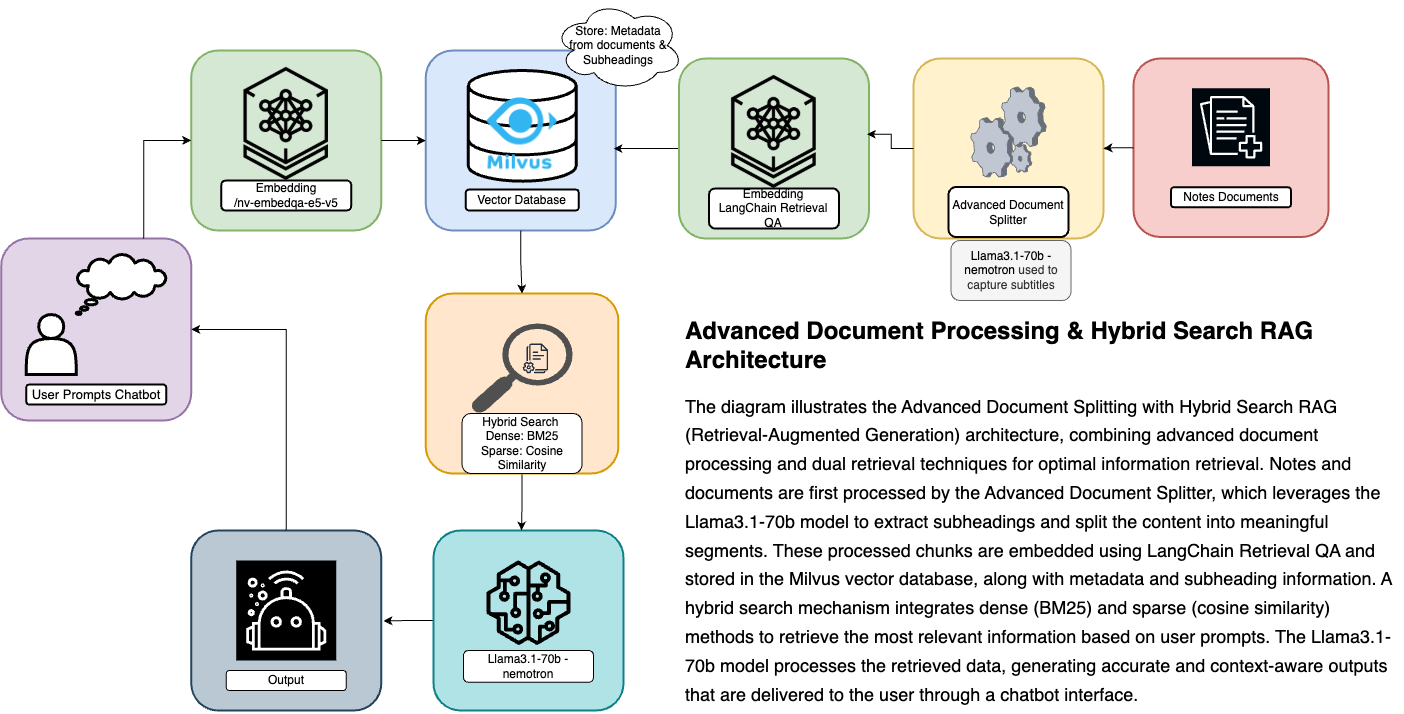 Store: Metadata
from documents &
Subheadings
Embedding
/nv-embedqa-e5-v5
Milvus
Vector Database
Embedding
LangChain Retrieval
QA
Advanced Document
Splitter
Notes Documents
Llama3.1-70b -
nemotron used to
capture subtitles
User Prompts Chatbot
Hybrid Search
Dense: BM25
Sparse: Cosine
Similarity
Llama3.1-70b -
nemotron
Output
Advanced Document Processing & Hybrid Search RAG
Architecture
The diagram illustrates the Advanced Document Splitting with Hybrid Search RAG
(Retrieval-Augmented Generation) architecture, combining advanced document
processing and dual retrieval techniques for optimal information retrieval. Notes and
documents are first processed by the Advanced Document Splitter, which leverages the
Llama3.1-70b model to extract subheadings and split the content into meaningful
segments. These processed chunks are embedded using LangChain Retrieval QA and
stored in the Milvus vector database, along with metadata and subheading information. A
hybrid search mechanism integrates dense (BM25) and sparse (cosine similarity)
methods to retrieve the most relevant information based on user prompts. The Llama3.1-
70b model processes the retrieved data, generating accurate and context-aware outputs
that are delivered to the user through a chatbot interface.